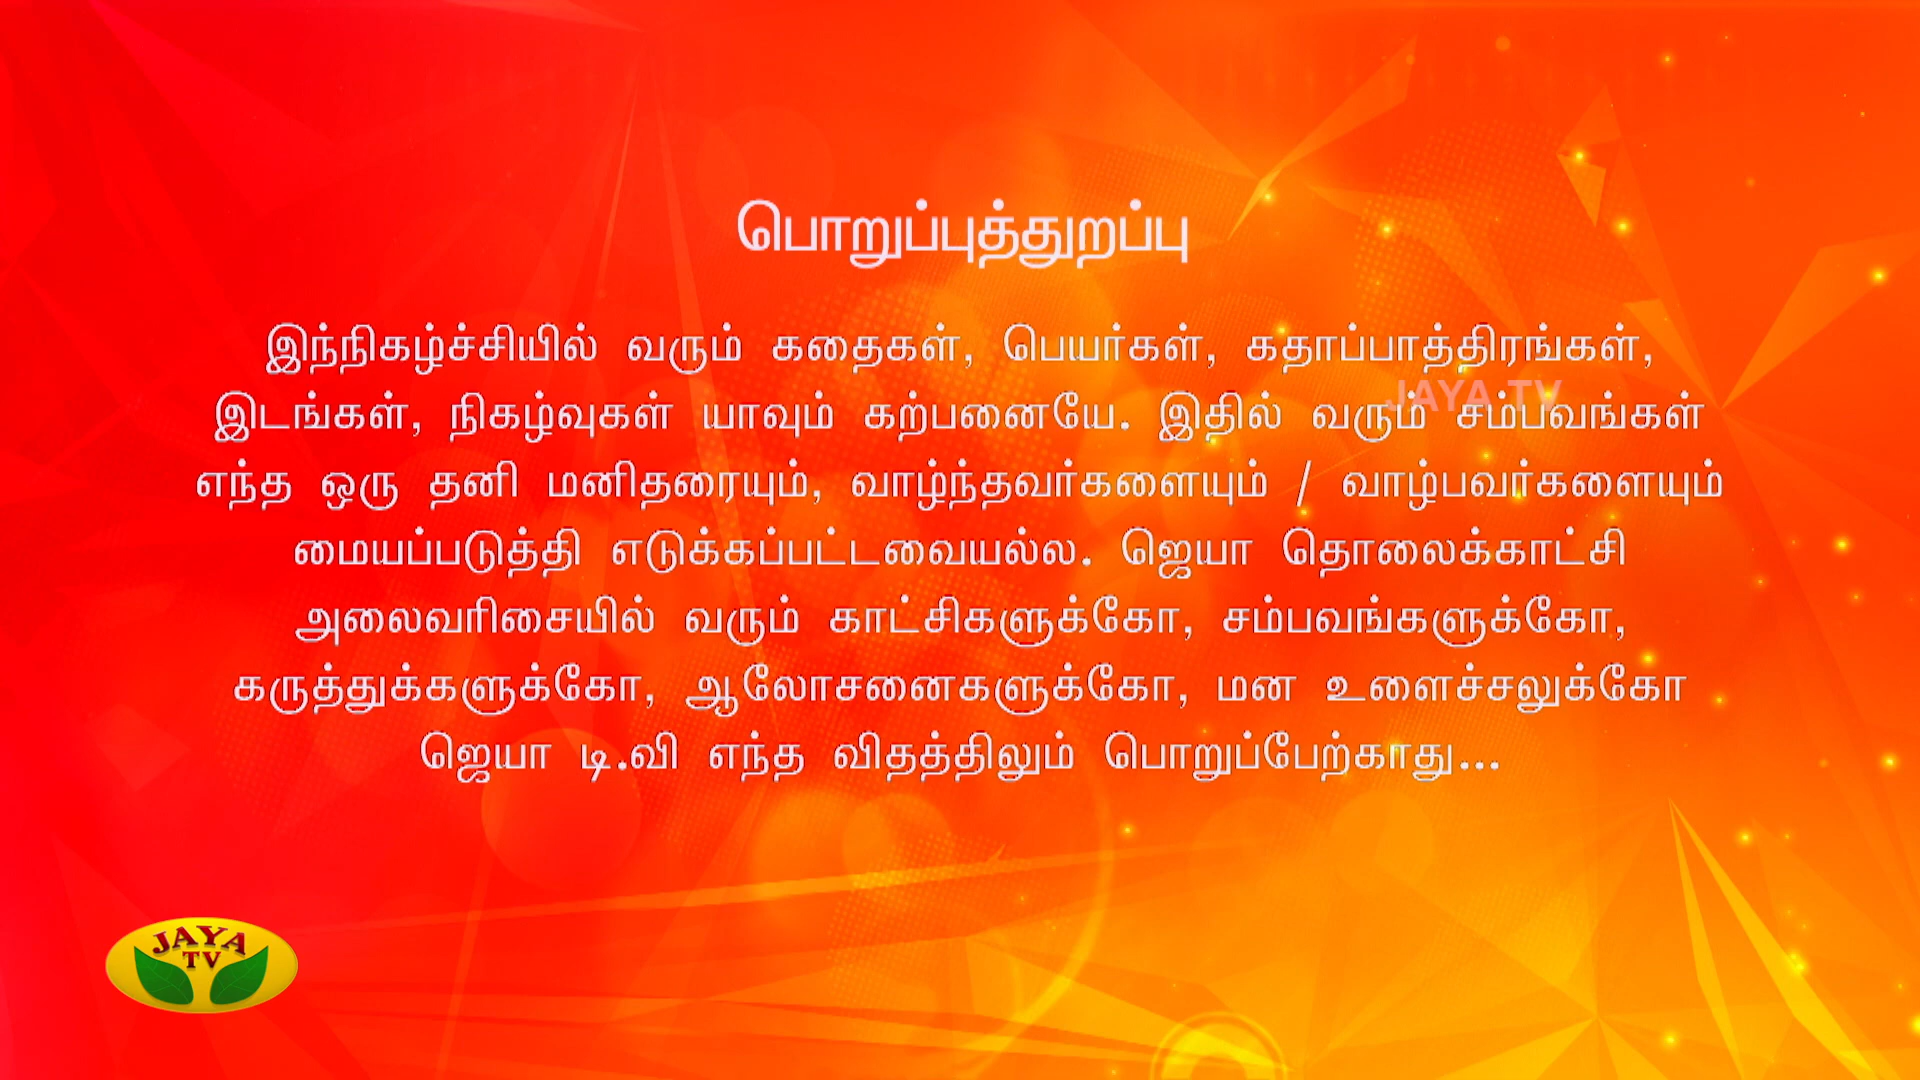 பொறுப்புத்துறப்பு
இந்நிகழ்ச்சியில் வரும் கதைகள், பெயர்கள், கதாப்பாத்திரங்கள்,
JAYA TV
இடங்கள், நிகழ்வுகள் யாவும் கற்பனையே. இதில் வரும் சம்பவங்கள்
எந்த ஒரு தனி மனிதரையும், வாழ்ந்தவர்களையும் / வாழ்பவர்களையும்
மையப்படுத்தி எடுக்கப்பட்டவையல்ல. ஜெயா தொலைக்காட்சி
அலைவரிசையில் வரும் காட்சிகளுக்கோ, சம்பவங்களுக்கோ,
கருத்துக்களுக்கோ, ஆலோசனைகளுக்கோ, மன உளைச்சலுக்கோ
ஜெயா டி.வி எந்த விதத்திலும் பொறுப்பேற்காது...
JAYA
TV